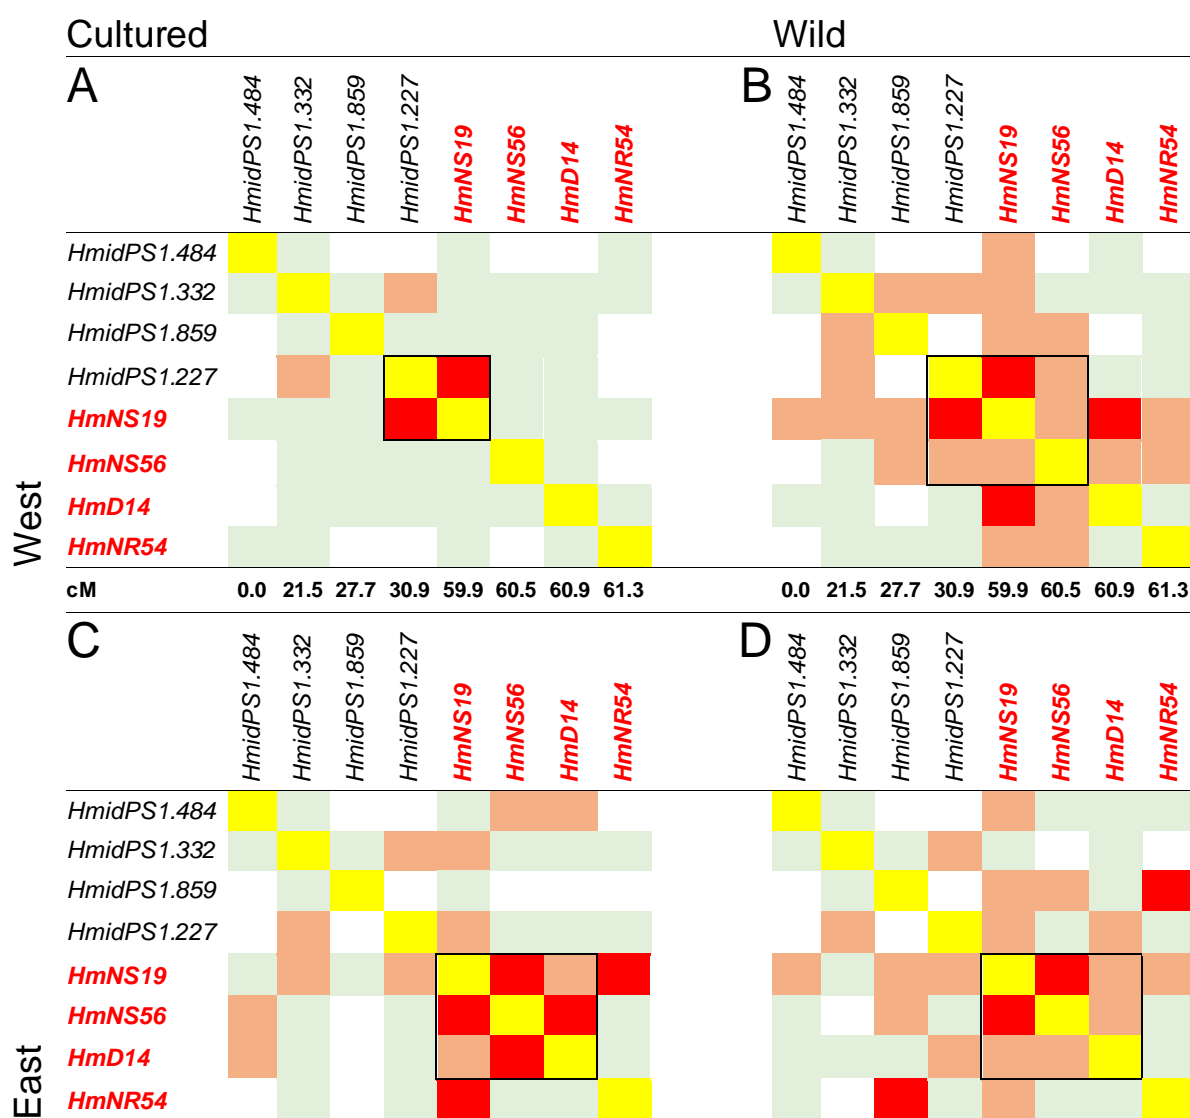 Cultured Wild
A B
HmidPS1.484 HmidPS1.332 HmidPS1.859 HmidPS1.227 HmNS19 HmNS56 HmD14 HmNR54 HmidPS1.484 HmidPS1.332 HmidPS1.859 HmidPS1.227 HmNS19 HmNS56 HmD14 HmNR54
HmidPS1.484
HmidPS1.332
HmidPS1.859
HmidPS1.227
HmNS19
HmNS56
HmD14
HmNR54
West
cM 0.0 21.5 27.7 30.9 59.9 60.5 60.9 61.3 0.0 21.5 27.7 30.9 59.9 60.5 60.9 61.3
C D
HmidPS1.484 HmidPS1.332 HmidPS1.859 HmidPS1.227 HmNS19 HmNS56 HmD14 HmNR54 HmidPS1.484 HmidPS1.332 HmidPS1.859 HmidPS1.227 HmNS19 HmNS56 HmD14 HmNR54
HmidPS1.484
HmidPS1.332
HmidPS1.859
HmidPS1.227
HmNS19
HmNS56
HmD14
HmNR54
East